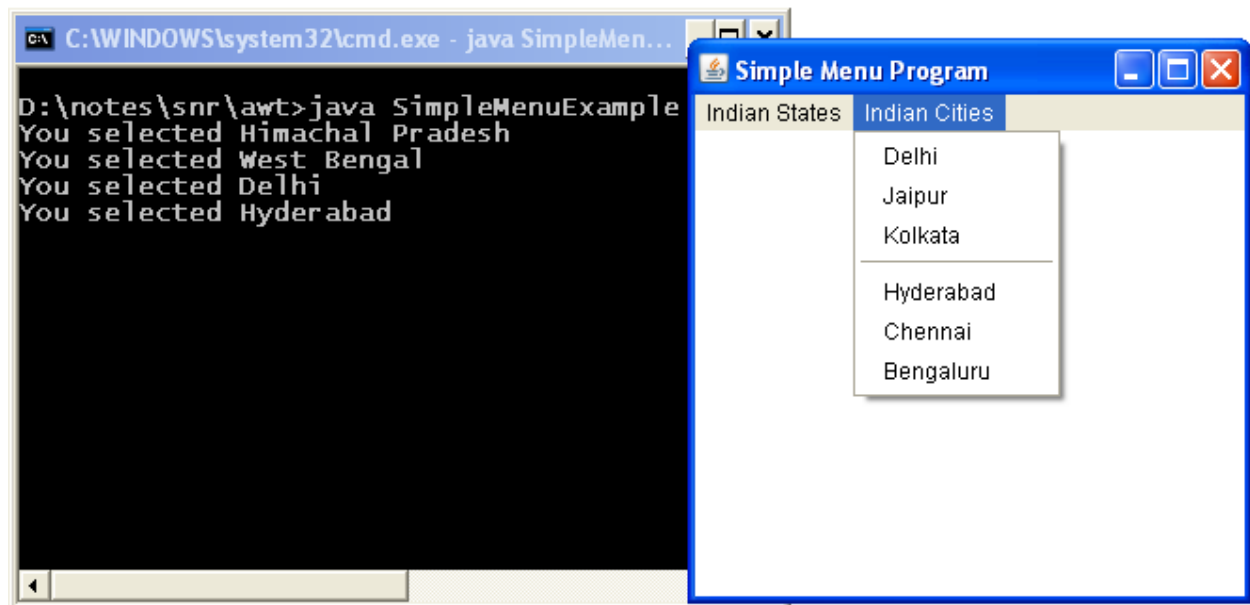 C:\WINDOWS\system32\cmd.exe - java SimpleMen...
D:\notes\snr\awt>java SimpleMenuExample
You selected Himachal Pradesh
You selected West Bengal
You selected Delhi
You selected Hyderabad
Simple Menu Program
Indian States Indian Cities
Delhi
Jaipur
Kolkata
Hyderabad
Chennai
Bengaluru